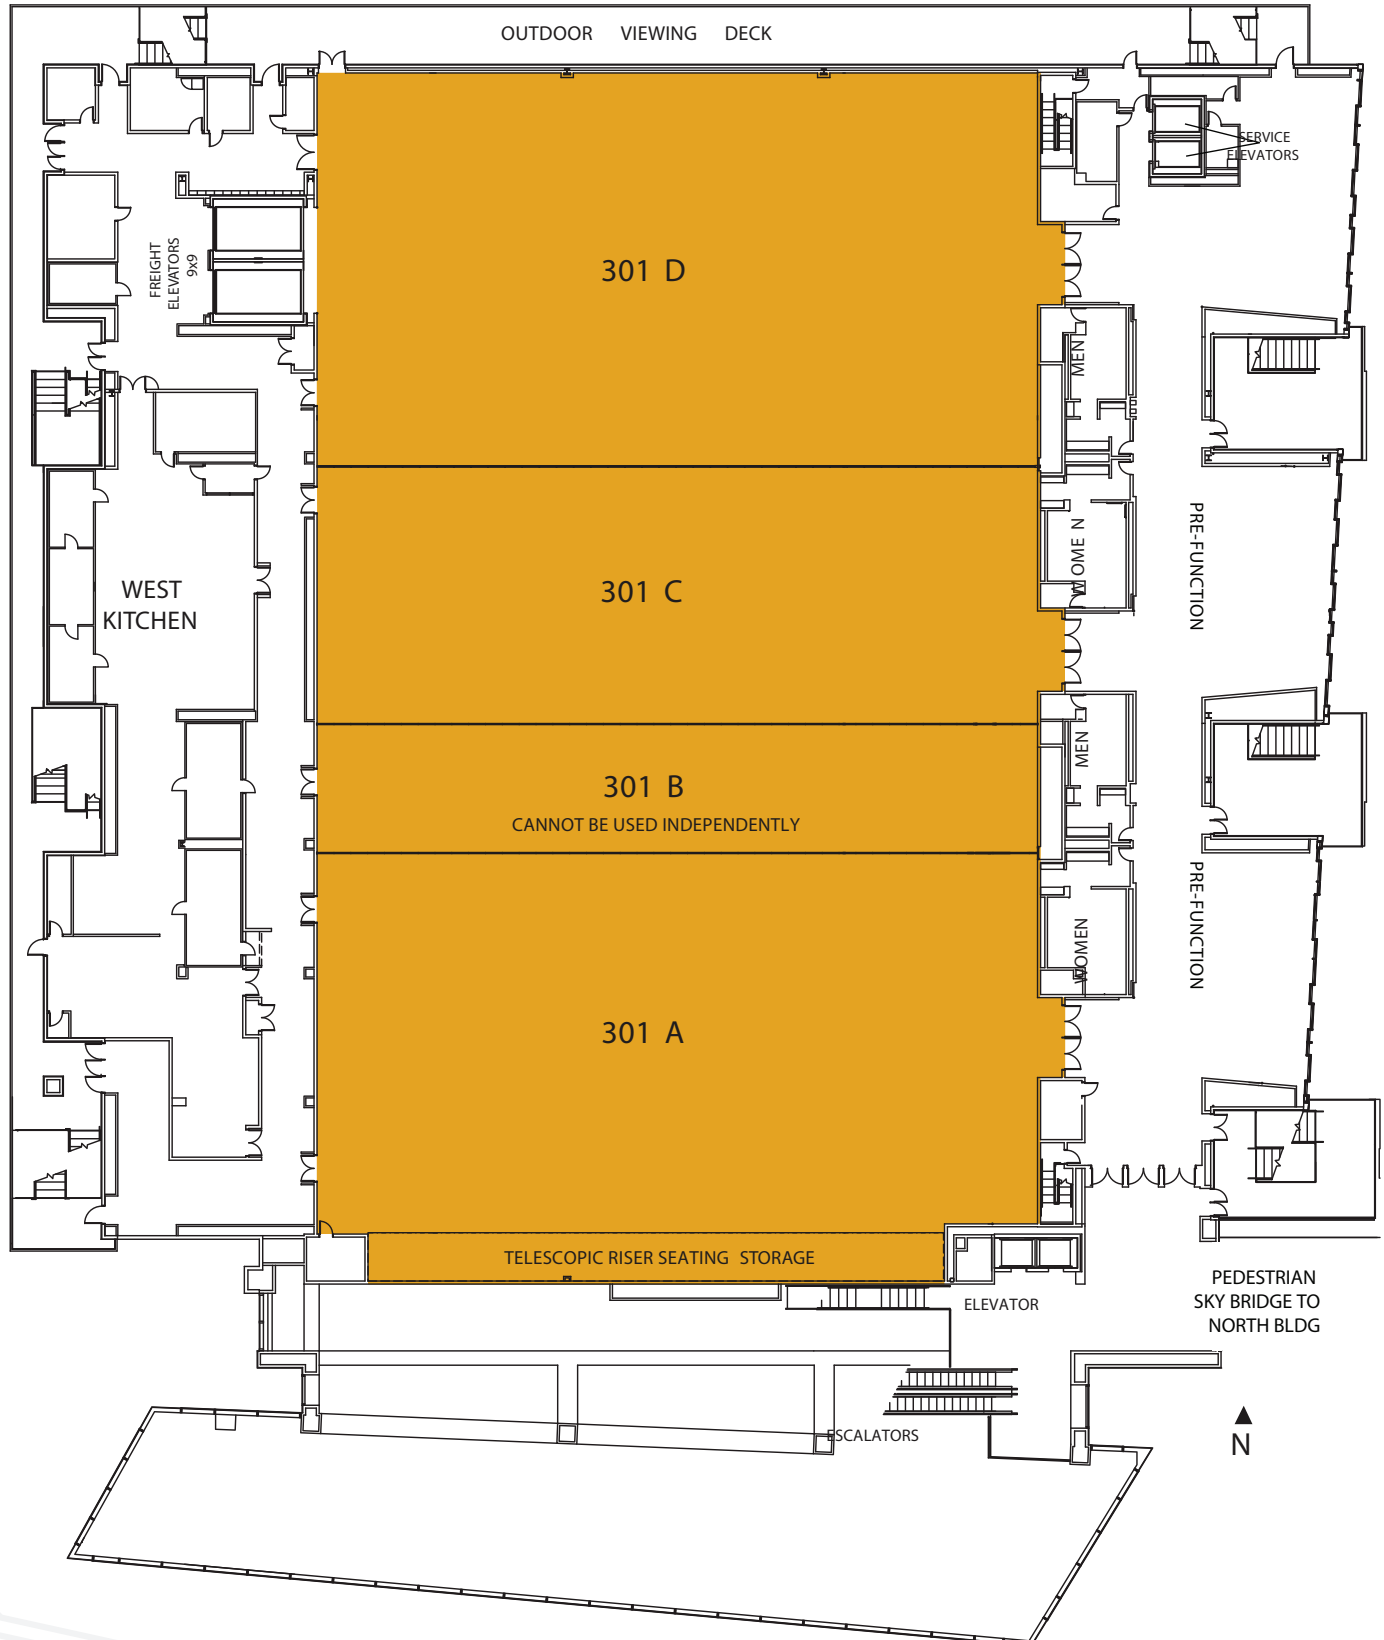 OUTDOOR VIEWING DECK
SERVICE
ELEVATORS
FREIGHT
ELEVATORS
9x9
301 D
MEN
WOME N
PRE-FUNCTION
301 C
WEST
KITCHEN
MEN
301 B
CANNOT BE USED INDEPENDENTLY
WOMEN
PRE-FUNCTION
301 A
TELESCOPIC RISER SEATING STORAGE
ELEVATOR
PEDESTRIAN
SKY BRIDGE TO
NORTH BLDG
ESCALATORS
N